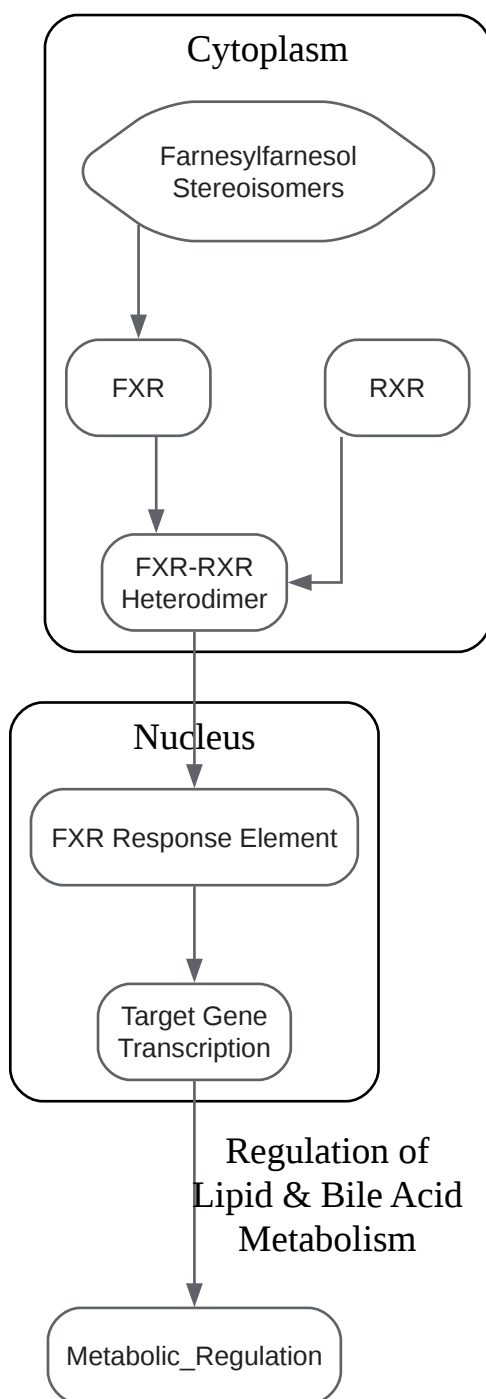 Cytoplasm
Farnesylfarnesol
Stereoisomers
FXR
RXR
FXR-RXR
Heterodimer
Nucleus
FXR Response Element
Target Gene
Transcription
Regulation of
Lipid & Bile Acid
Metabolism
Metabolic_Regulation